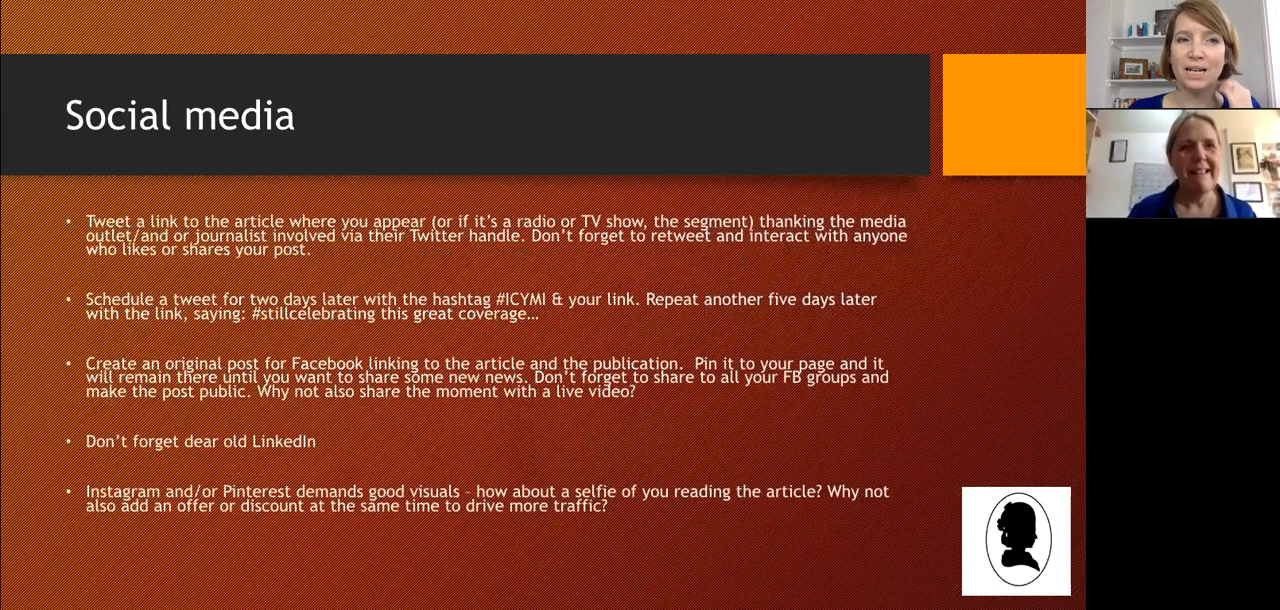 Social media
• Tweet a link to the article where you appear (or if it's a radio or TV show, the segment) thanking the media
outlet/and or journalist involved via their Twitter handle. Don't forget to retweet and interact with anyone
who likes or shares your post.
• Schedule a tweet for two days later with the hashtag #ICYMI & your link. Repeat another five days later
with the link, saying: #stillcelebrating this great coverage…
• Create an original post for Facebook linking to the article and the publication.  Pin it to your page and it
will remain there until you want to share some new news. Don't forget to share to all your FB groups and
make the post public. Why not also share the moment with a live video?
• Don't forget dear old LinkedIn
• Instagram and/or Pinterest demands good visuals – how about a selfie of you reading the article? Why not
also add an offer or discount at the same time to drive more traffic?